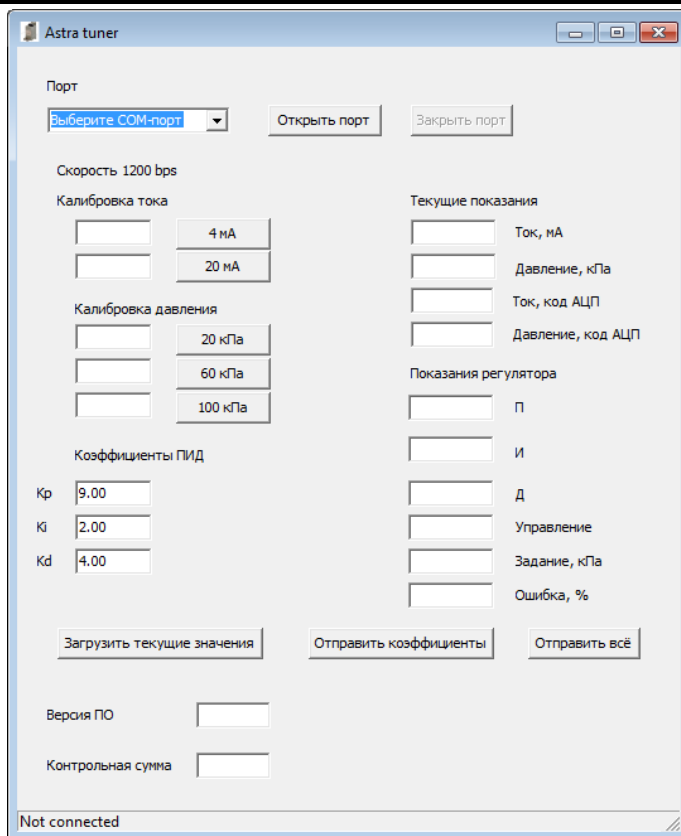 Astra tuner
Порт
Выберите COM-порт
Открыть порт
Закрыть порт
Скорость 1200 bps
Калибровка тока
4 мА
20 мА
Калибровка давления
20 кПа
60 кПа
100 кПа
Коэффициенты ПИД
Kp 9.00
Ki 2.00
Kd 4.00
Текущие показания
Ток, мА
Давление, кПа
Ток, код АЦП
Давление, код АЦП
Показания регулятора
П
И
Д
Управление
Задание, кПа
Ошибка, %
Загрузить текущие значения
Отправить коэффициенты
Отправить всё
Версия ПО
Контрольная сумма
Not connected